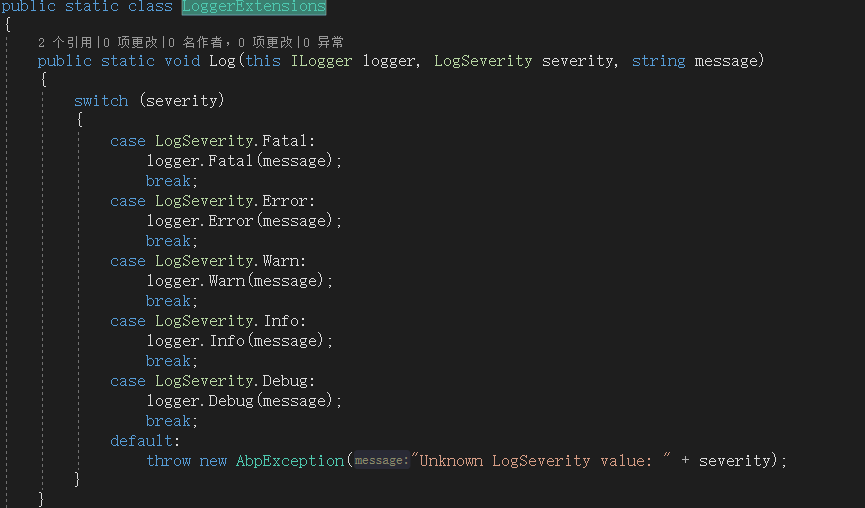 public static class LoggerExtensions
{
2 个引用|0 项更改|0 名作者，0 项更改|0 异常
public static void Log(this ILogger logger, LogSeverity severity, string message)
{
switch (severity)
{
case LogSeverity.Fatal:
logger.Fatal(message);
break;
case LogSeverity.Error:
logger.Error(message);
break;
case LogSeverity.Warn:
logger.Warn(message);
break;
case LogSeverity.Info:
logger.Info(message);
break;
case LogSeverity.Debug:
logger.Debug(message);
break;
default:
throw new AbpException(message:"Unknown LogSeverity value: " + severity);
}
}